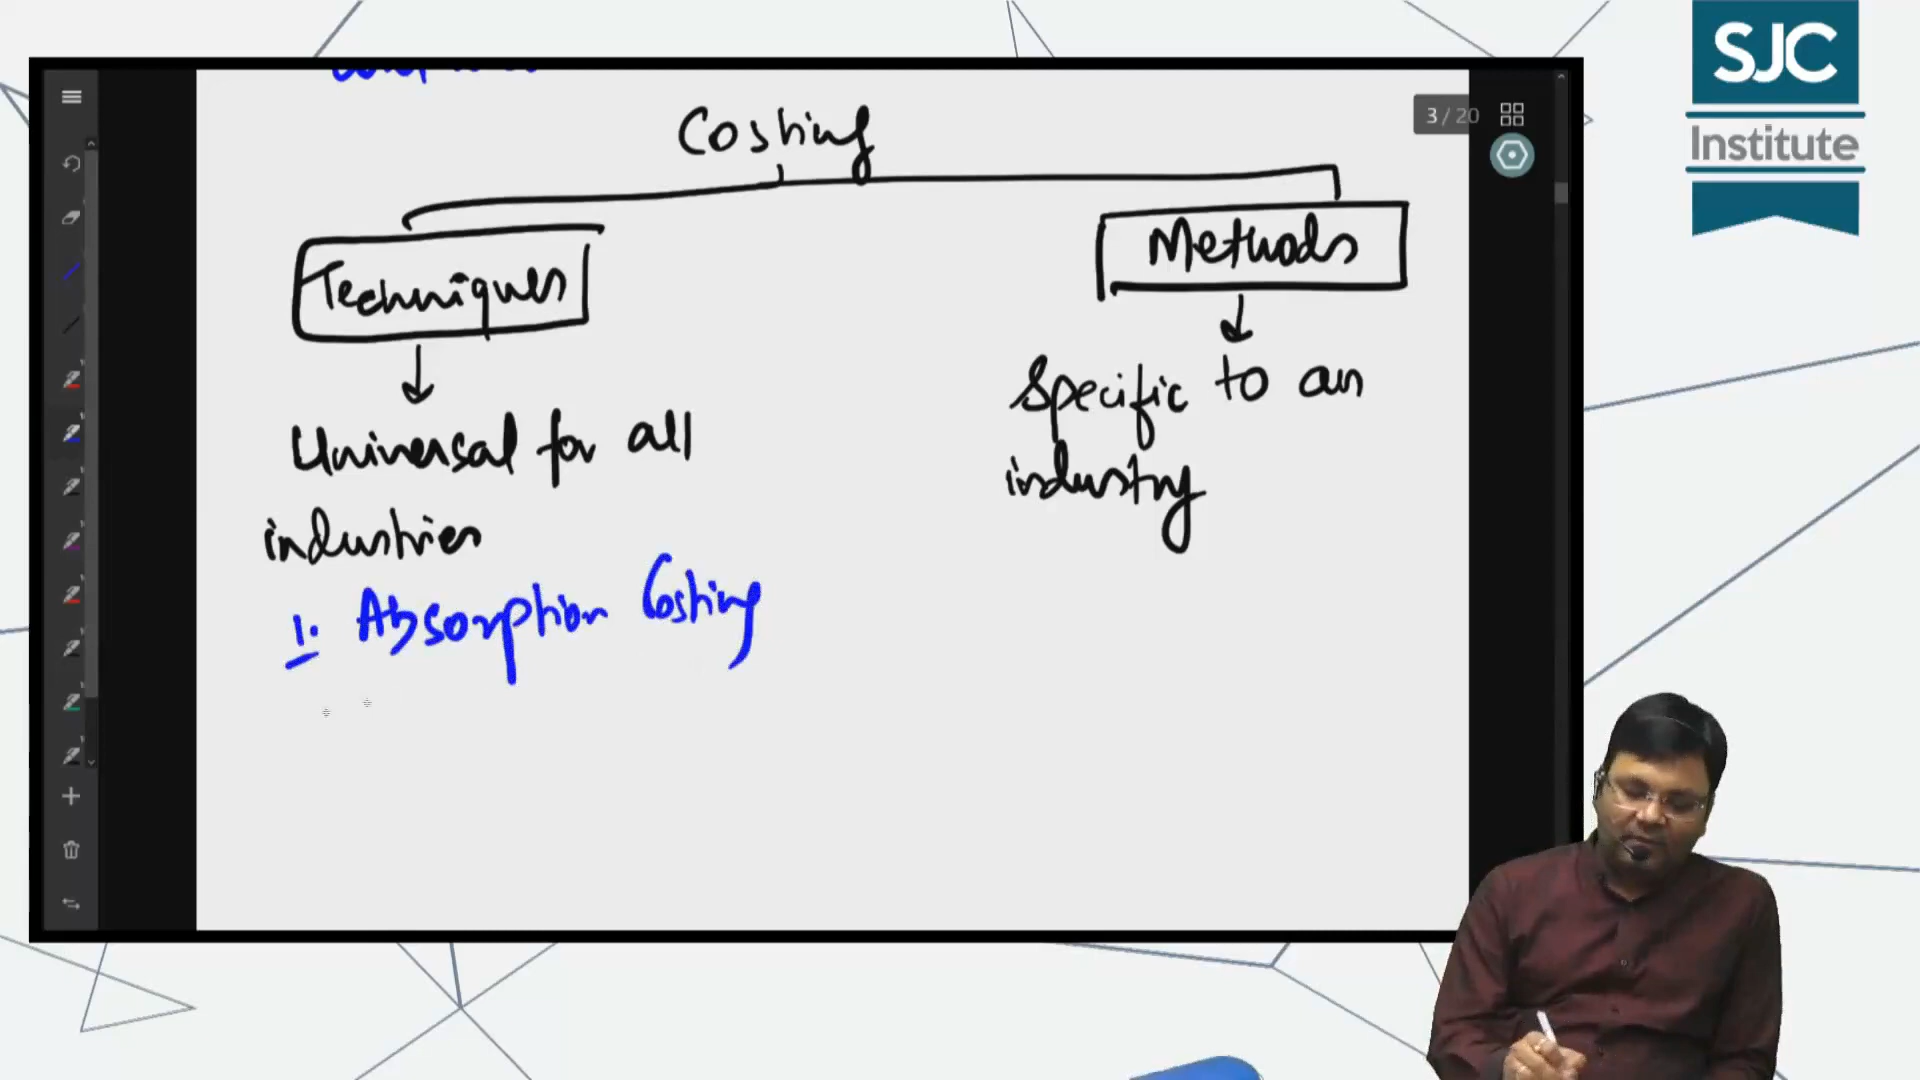 SJC
Institute
3 / 20
Costing
Techniques
Methods
Universal for all
industries
Specific to an
industry
1. Absorption Costing